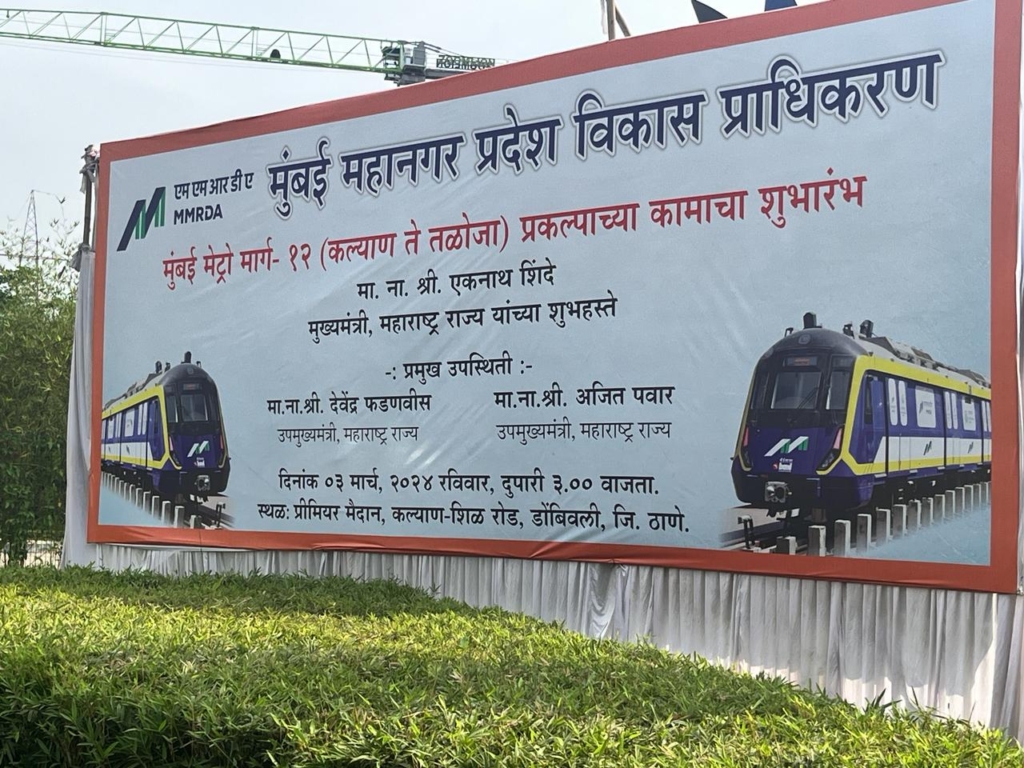 एम एम आर डी ए
MMRDA
मुंबई महानगर प्रदेश विकास प्राधिकरण
मुंबई मेट्रो मार्ग- १२ (कल्याण ते तळोजा) प्रकल्पाच्या कामाचा शुभारंभ
मा. ना. श्री. एकनाथ शिंदे
मुख्यमंत्री, महाराष्ट्र राज्य यांच्या शुभहस्ते
-: प्रमुख उपस्थिती :-
मा.ना.श्री. देवेंद्र फडणवीस
उपमुख्यमंत्री, महाराष्ट्र राज्य
मा.ना.श्री. अजित पवार
उपमुख्यमंत्री, महाराष्ट्र राज्य
दिनांक ०३ मार्च, २०२४ रविवार, दुपारी ३.०० वाजता.
स्थळ: प्रीमियर मैदान, कल्याण-शिळ रोड, डोंबिवली, जि. ठाणे.